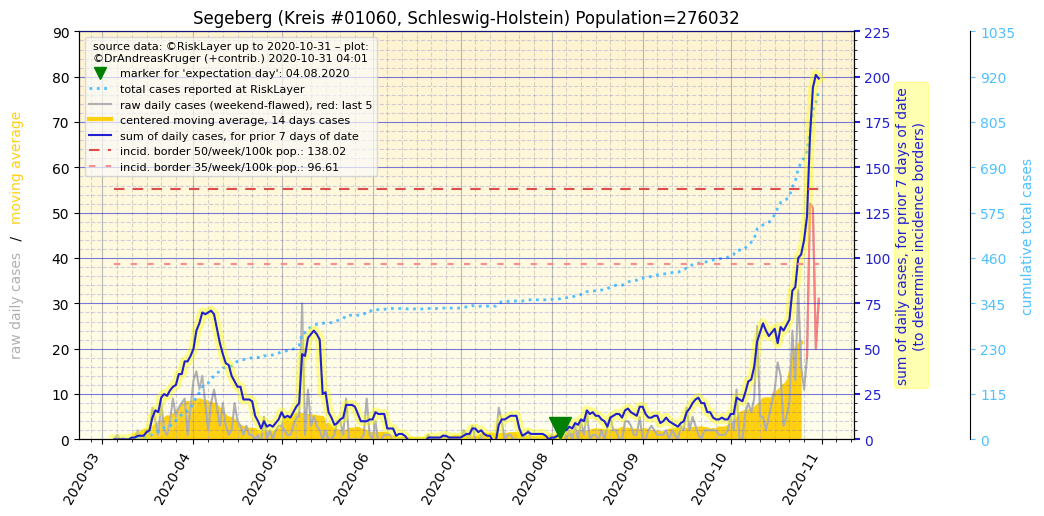 Segeberg (Kreis #01060, Schleswig-Holstein) Population=276032
source data: ©RiskLayer up to 2020-10-31 – plot:
©DrAndreasKruger (+contrib.) 2020-10-31 04:01
marker for 'expectation day': 04.08.2020
total cases reported at RiskLayer
raw daily cases (weekend-flawed), red: last 5
centered moving average, 14 days cases
sum of daily cases, for prior 7 days of date
incid. border 50/week/100k pop.: 138.02
incid. border 35/week/100k pop.: 96.61
raw daily cases / moving average
90
80
70
60
50
40
30
20
10
0
2020-03
2020-04
2020-05
2020-06
2020-07
2020-08
2020-09
2020-10
2020-11
225
200
175
150
125
100
75
50
25
0
sum of daily cases, for prior 7 days of date
(to determine incidence borders)
1035
920
805
690
575
460
345
230
115
0
cumulative total cases